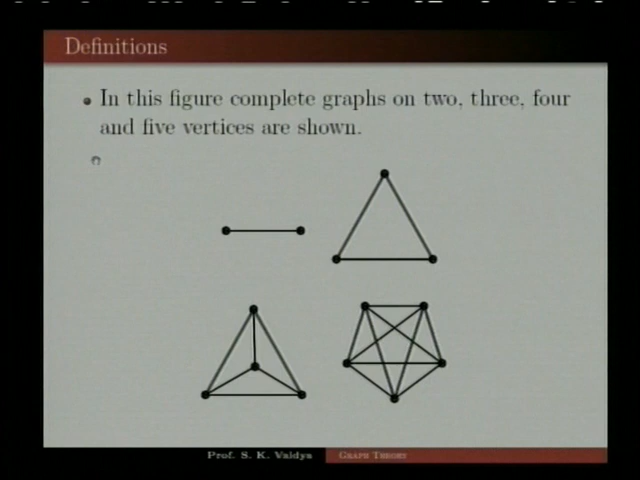 Definitions
In this figure complete graphs on two, three, four
and five vertices are shown.
Prof. S. K. Vaidya
Graph Theory